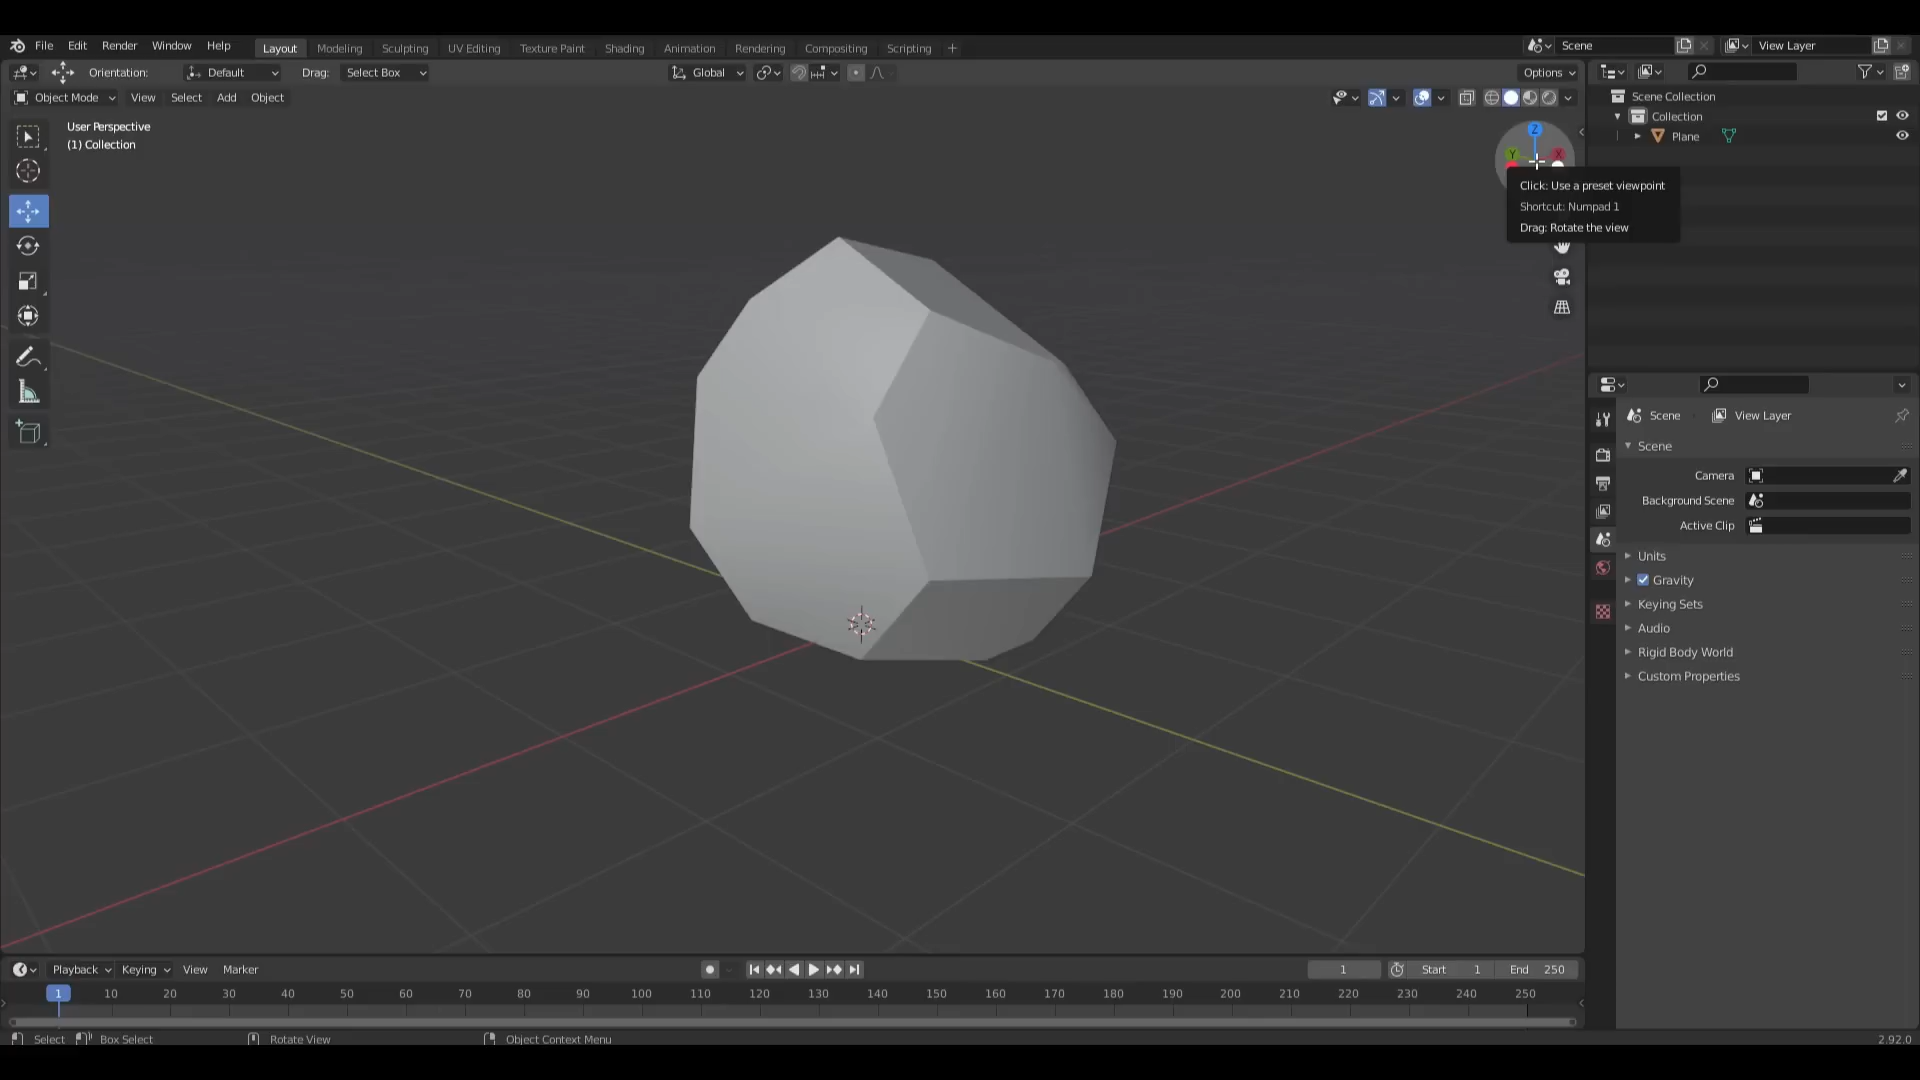 File Edit Render Window Help Layout Modeling Sculpting UV Editing Texture Paint Shading Animation Rendering Compositing Scripting + Scene View Layer
Orientation: Default Drag: Select Box Global Options
Object Mode View Select Add Object
User Perspective
(1) Collection
Z
Y X
Click: Use a preset viewpoint
Shortcut: Numpad 1
Drag: Rotate the view
Scene Collection
Collection
Plane
Scene View Layer
Scene
Camera
Background Scene
Active Clip
Units
Gravity
Keying Sets
Audio
Rigid Body World
Custom Properties
Playback Keying View Marker 1 Start 1 End 250
1 10 20 30 40 50 60 70 80 90 100 110 120 130 140 150 160 170 180 190 200 210 220 230 240 250
Select Box Select Rotate View Object Context Menu 2.92.0